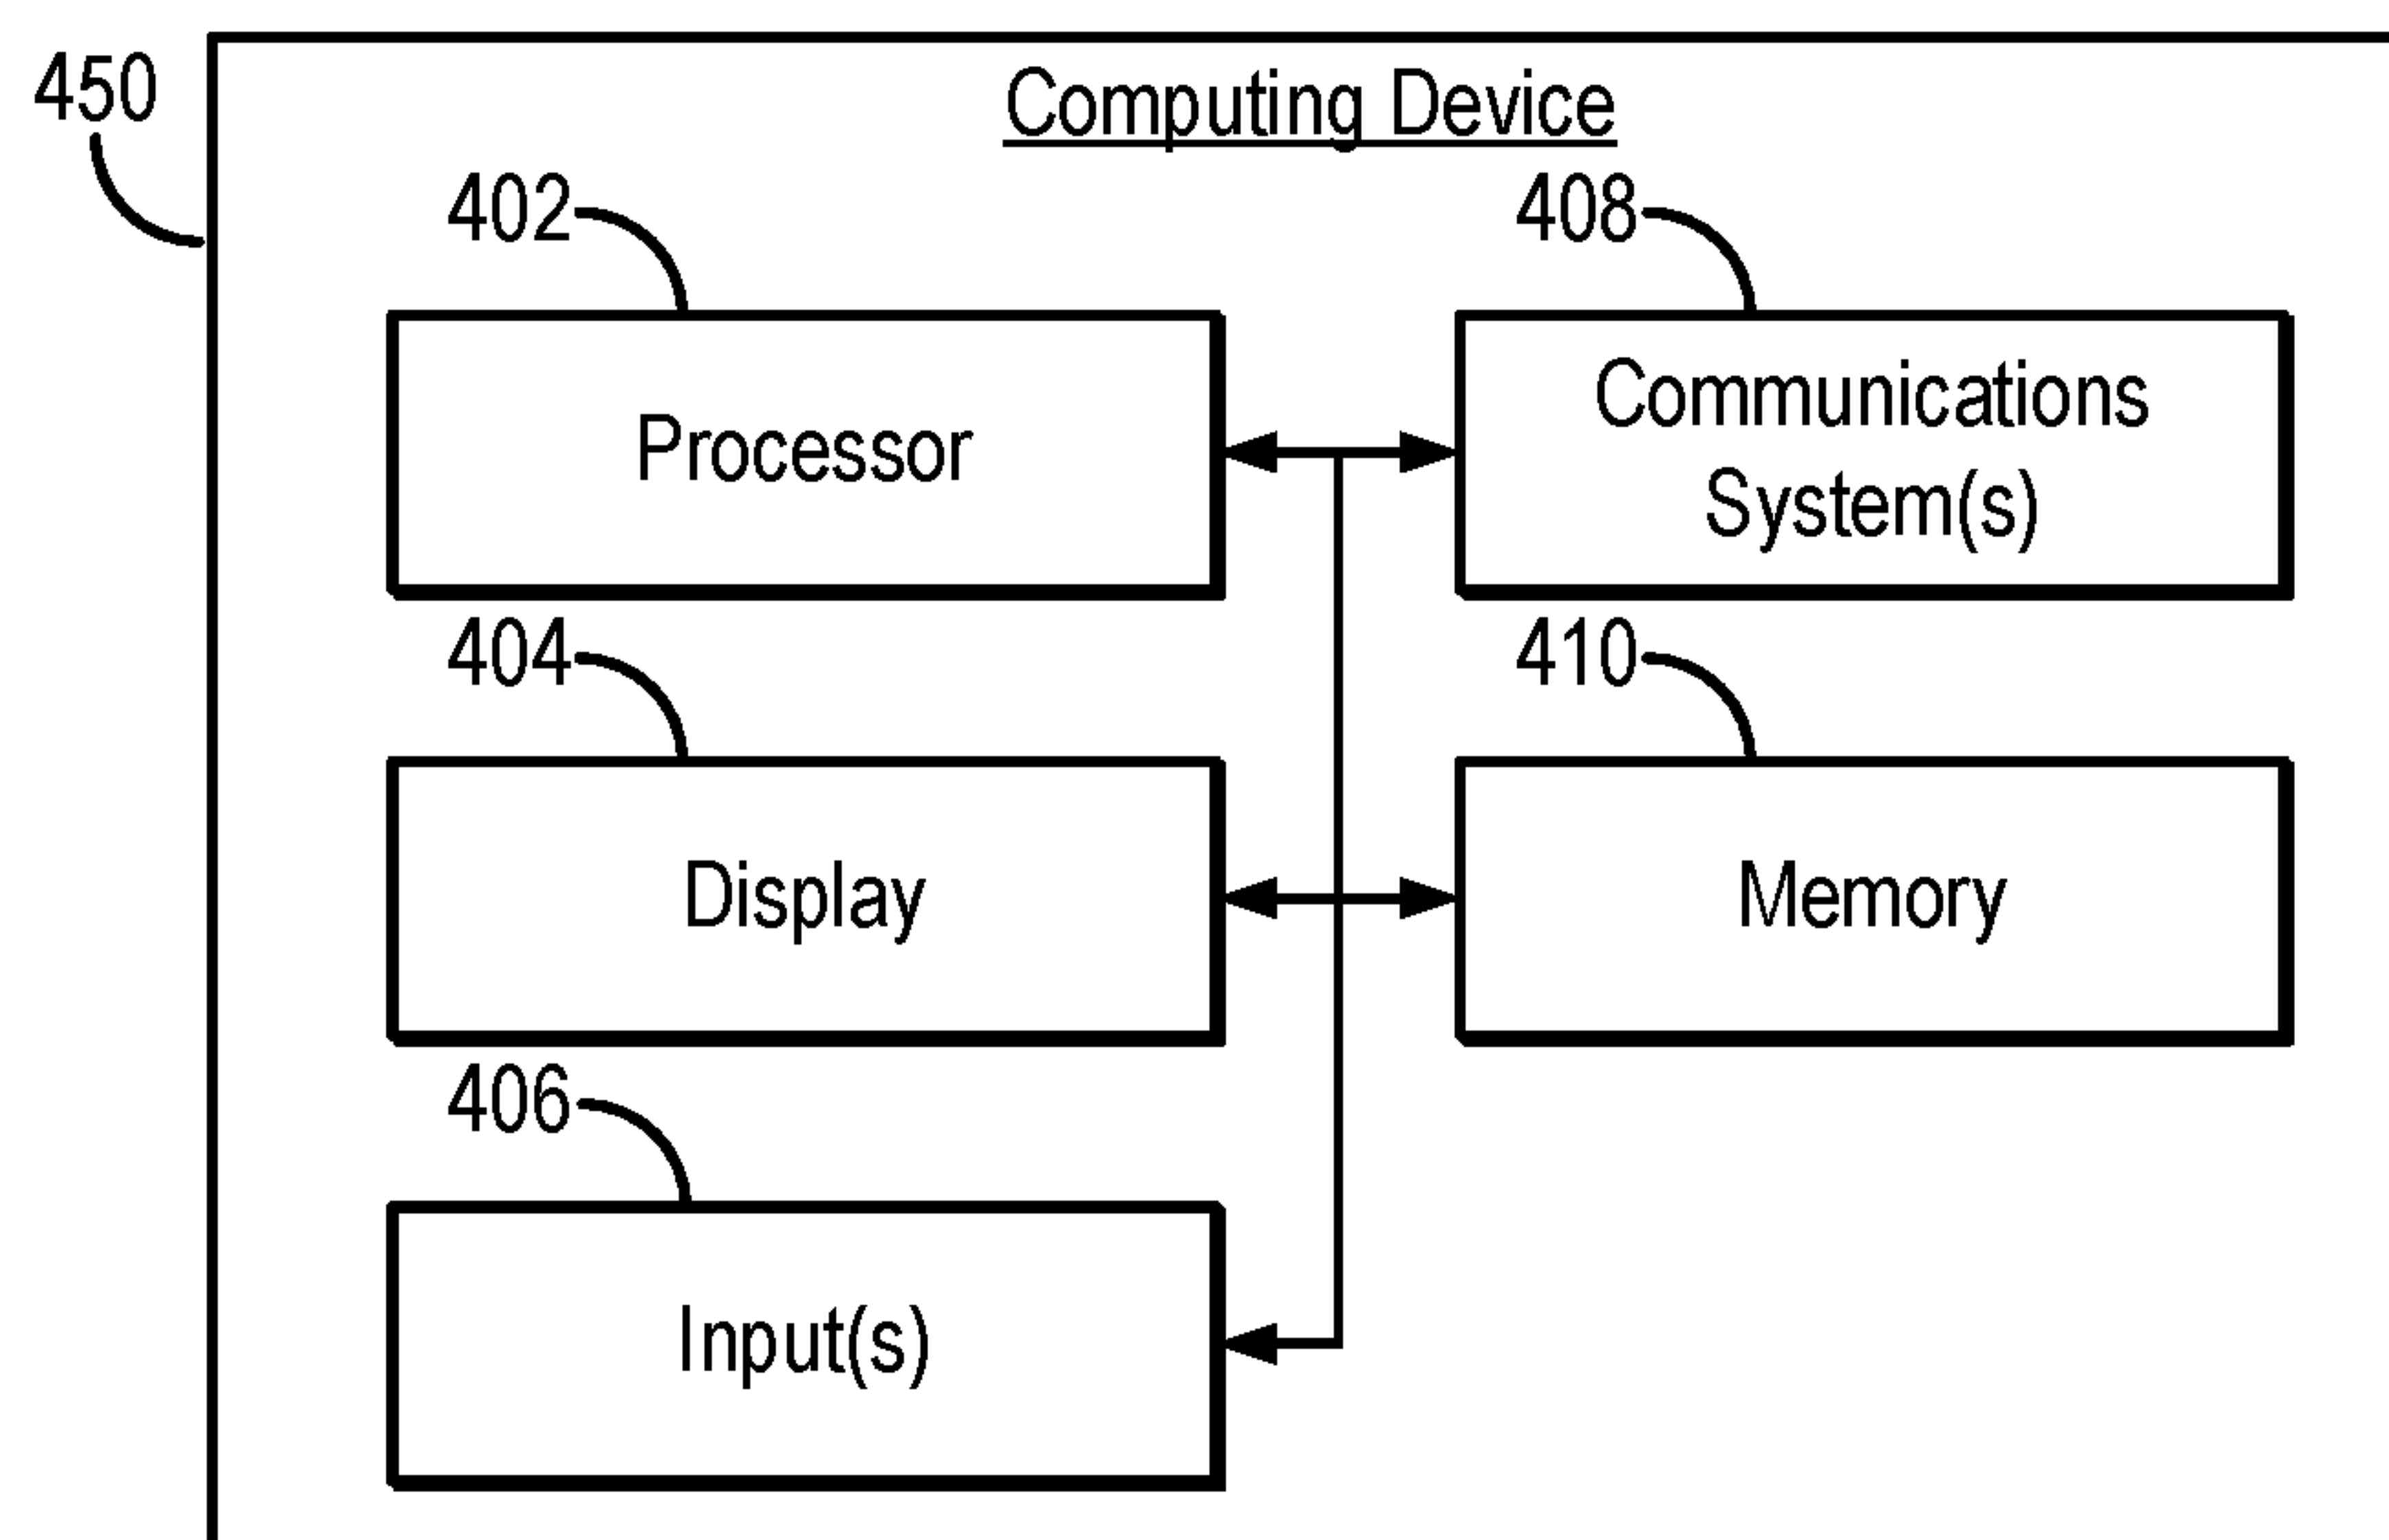 450
Computing Device
402
408
Processor
Communications
System(s)
404
410
Display
Memory
406
Input(s)